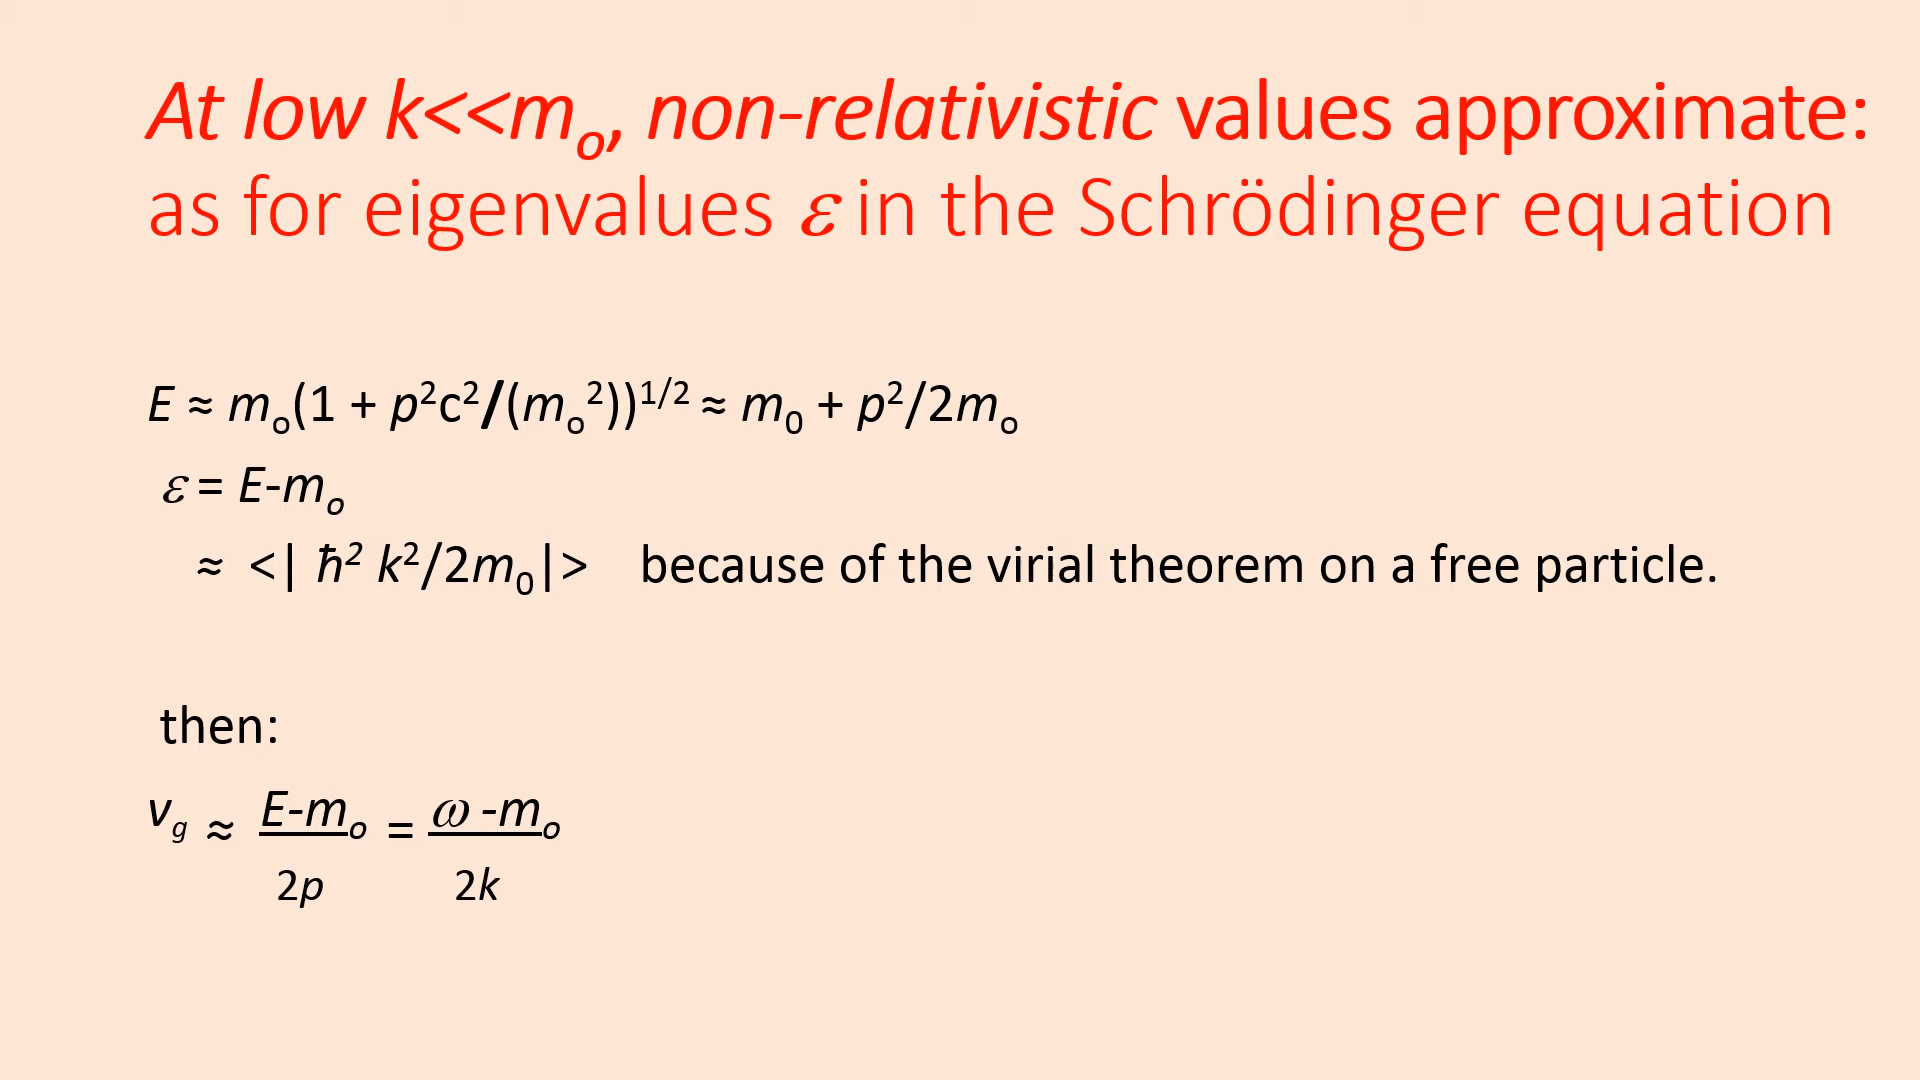 At low k<<mₒ, non-relativistic values approximate:
as for eigenvalues ε in the Schrödinger equation
E ≈ mₒ(1 + p²c²/(mₒ²))^1/2 ≈ m₀ + p²/2mₒ
ε = E-mₒ
≈ <| ħ² k²/2m₀|> because of the virial theorem on a free particle.
then:
v_g ≈ E-mₒ = ω -mₒ
2p 2k